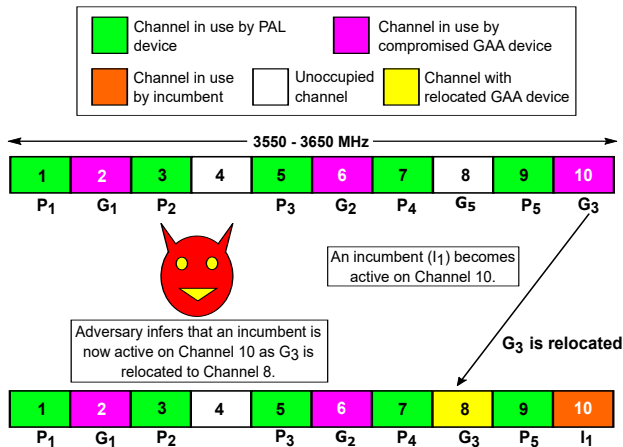 Channel in use by PAL device
Channel in use by compromised GAA device
Channel in use by incumbent
Unoccupied channel
Channel with relocated GAA device
3550 - 3650 MHz
1 2 3 4 5 6 7 8 9 10
P1 G1 P2 P3 G2 P4 G5 P5 G3
An incumbent (I1) becomes
active on Channel 10.
Adversary infers that an incumbent is
now active on Channel 10 as G3 is
relocated to Channel 8.
G3 is relocated
1 2 3 4 5 6 7 8 9 10
P1 G1 P2 P3 G2 P4 G3 P5 I1